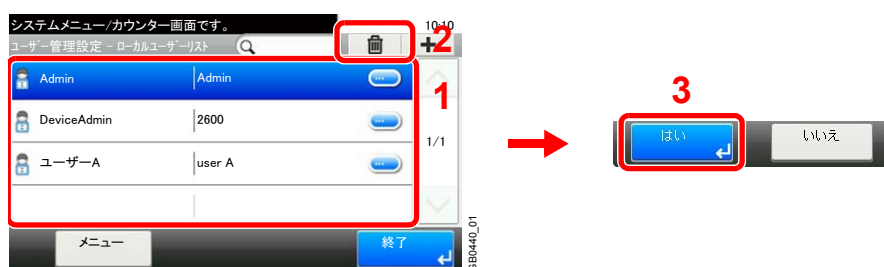 システムメニュー/カウンター画面です。 10:10
ユーザー管理設定 - ローカルユーザーリスト
2
Admin Admin
1
DeviceAdmin 2600
1/1
ユーザーA user A
メニュー 終了
GB0440_01
3
はい いいえ